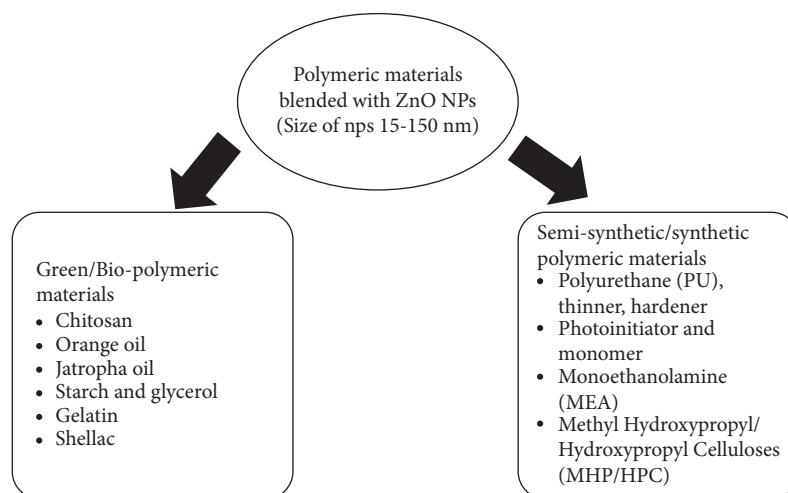 Polymeric materials
blended with ZnO NPs
(Size of nps 15-150 nm)
Green/Bio-polymeric
materials
• Chitosan
• Orange oil
• Jatropha oil
• Starch and glycerol
• Gelatin
• Shellac
Semi-synthetic/synthetic
polymeric materials
• Polyurethane (PU),
thinner, hardener
• Photoinitiator and
monomer
• Monoethanolamine
(MEA)
• Methyl Hydroxypropyl/
Hydroxypropyl Celluloses
(MHP/HPC)